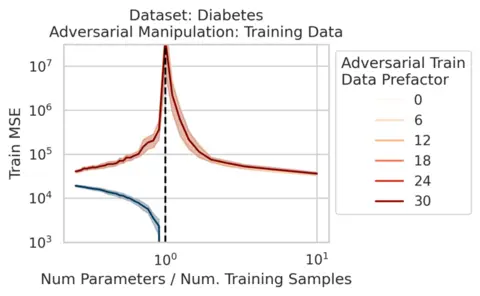 Dataset: Diabetes
Adversarial Manipulation: Training Data
Train MSE
10⁷
10⁶
10⁵
10⁴
10³
10⁰
10¹
Num Parameters / Num. Training Samples
Adversarial Train
Data Prefactor
0
6
12
18
24
30